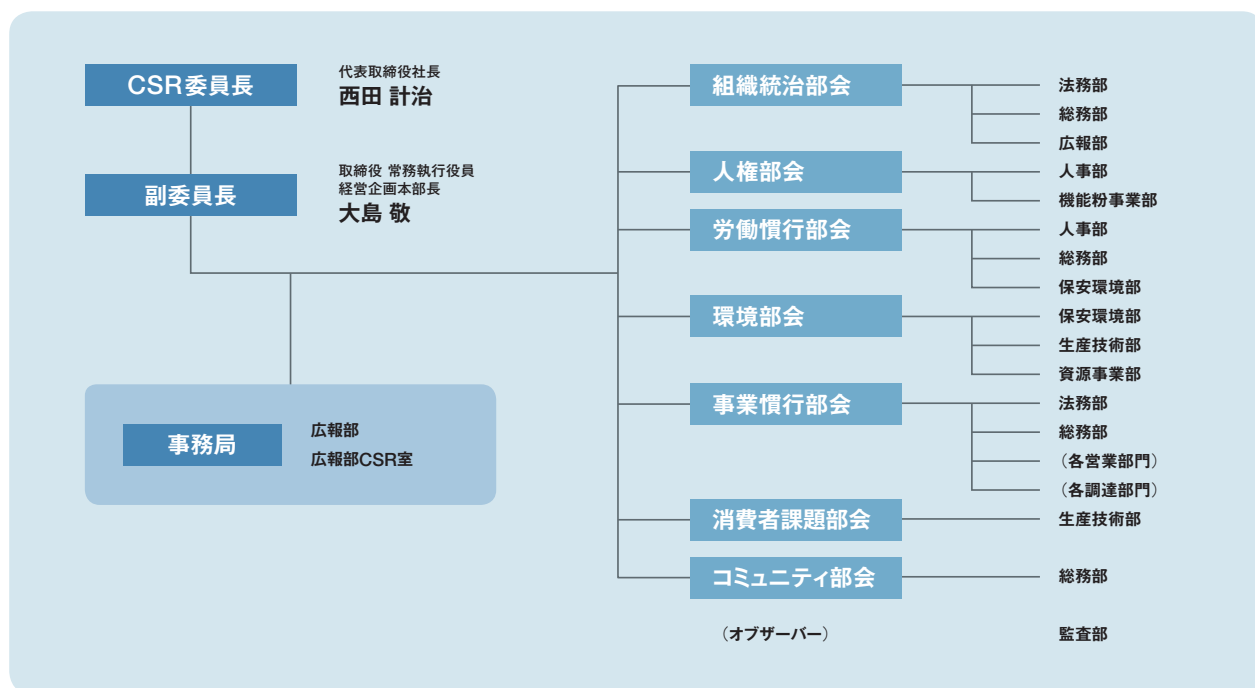 CSR委員長
代表取締役社長
西田 計治
副委員長
取締役 常務執行役員
経営企画本部長
大島 敬
事務局
広報部
広報部CSR室
組織統治部会
法務部
総務部
広報部
人権部会
人事部
機能粉事業部
労働慣行部会
人事部
総務部
保安環境部
環境部会
保安環境部
生産技術部
資源事業部
事業慣行部会
法務部
総務部
（各営業部門）
（各調達部門）
消費者課題部会
生産技術部
コミュニティ部会
総務部
（オブザーバー）
監査部